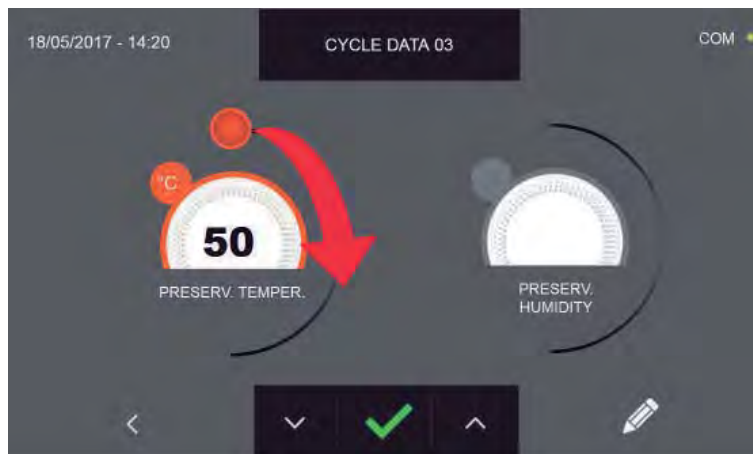 18/05/2017 - 14:20
CYCLE DATA 03
COM
°C
50
PRESERV. TEMPER.
PRESERV.
HUMIDITY